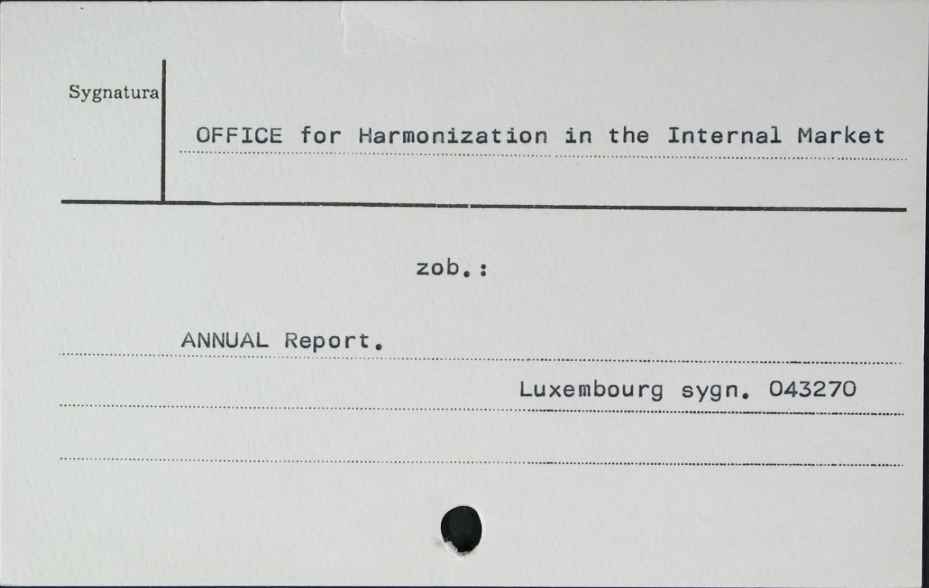 Sygnatura
OFFICE for Harmonization in the Internal Market
zob.:
ANNUAL Report.
Luxembourg sygn. 043270